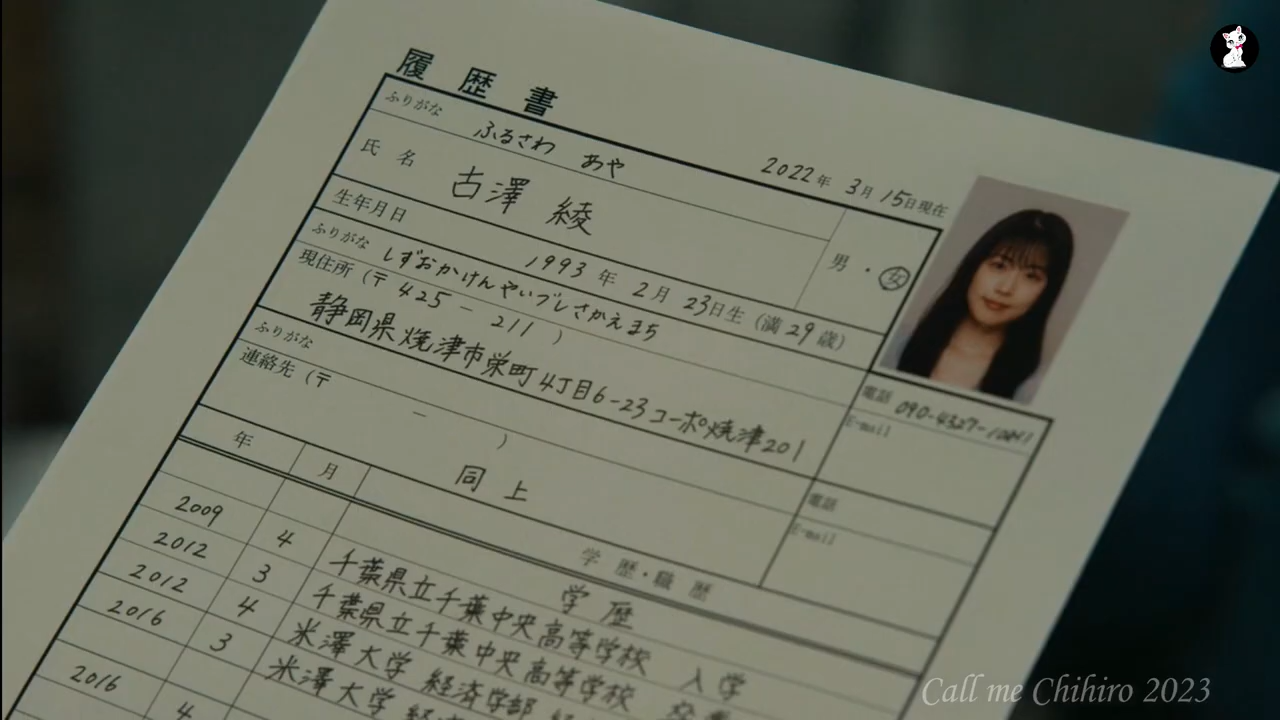 履歴書
2022年 3月 15日現在
ふりがな ふるさわ あや
氏名 古澤 綾
男・女
生年月日 1993年 2月 23日生 (満29歳)
ふりがな しずおかけんやいづしさかえまち
現住所 (〒425-211)
静岡県焼津市栄町4丁目6-23コーポ焼津201
電話 090-4327-
E-mail
ふりがな
連絡先 (〒 - )
同上
電話
E-mail
年 月 学歴・職歴
学歴
2009 4 千葉県立千葉中央高等学校 入学
2012 3 千葉県立千葉中央高等学校
2012 4 米澤大学 経済学部
2016 3 米澤大学
2016 4
Call me Chihiro 2023